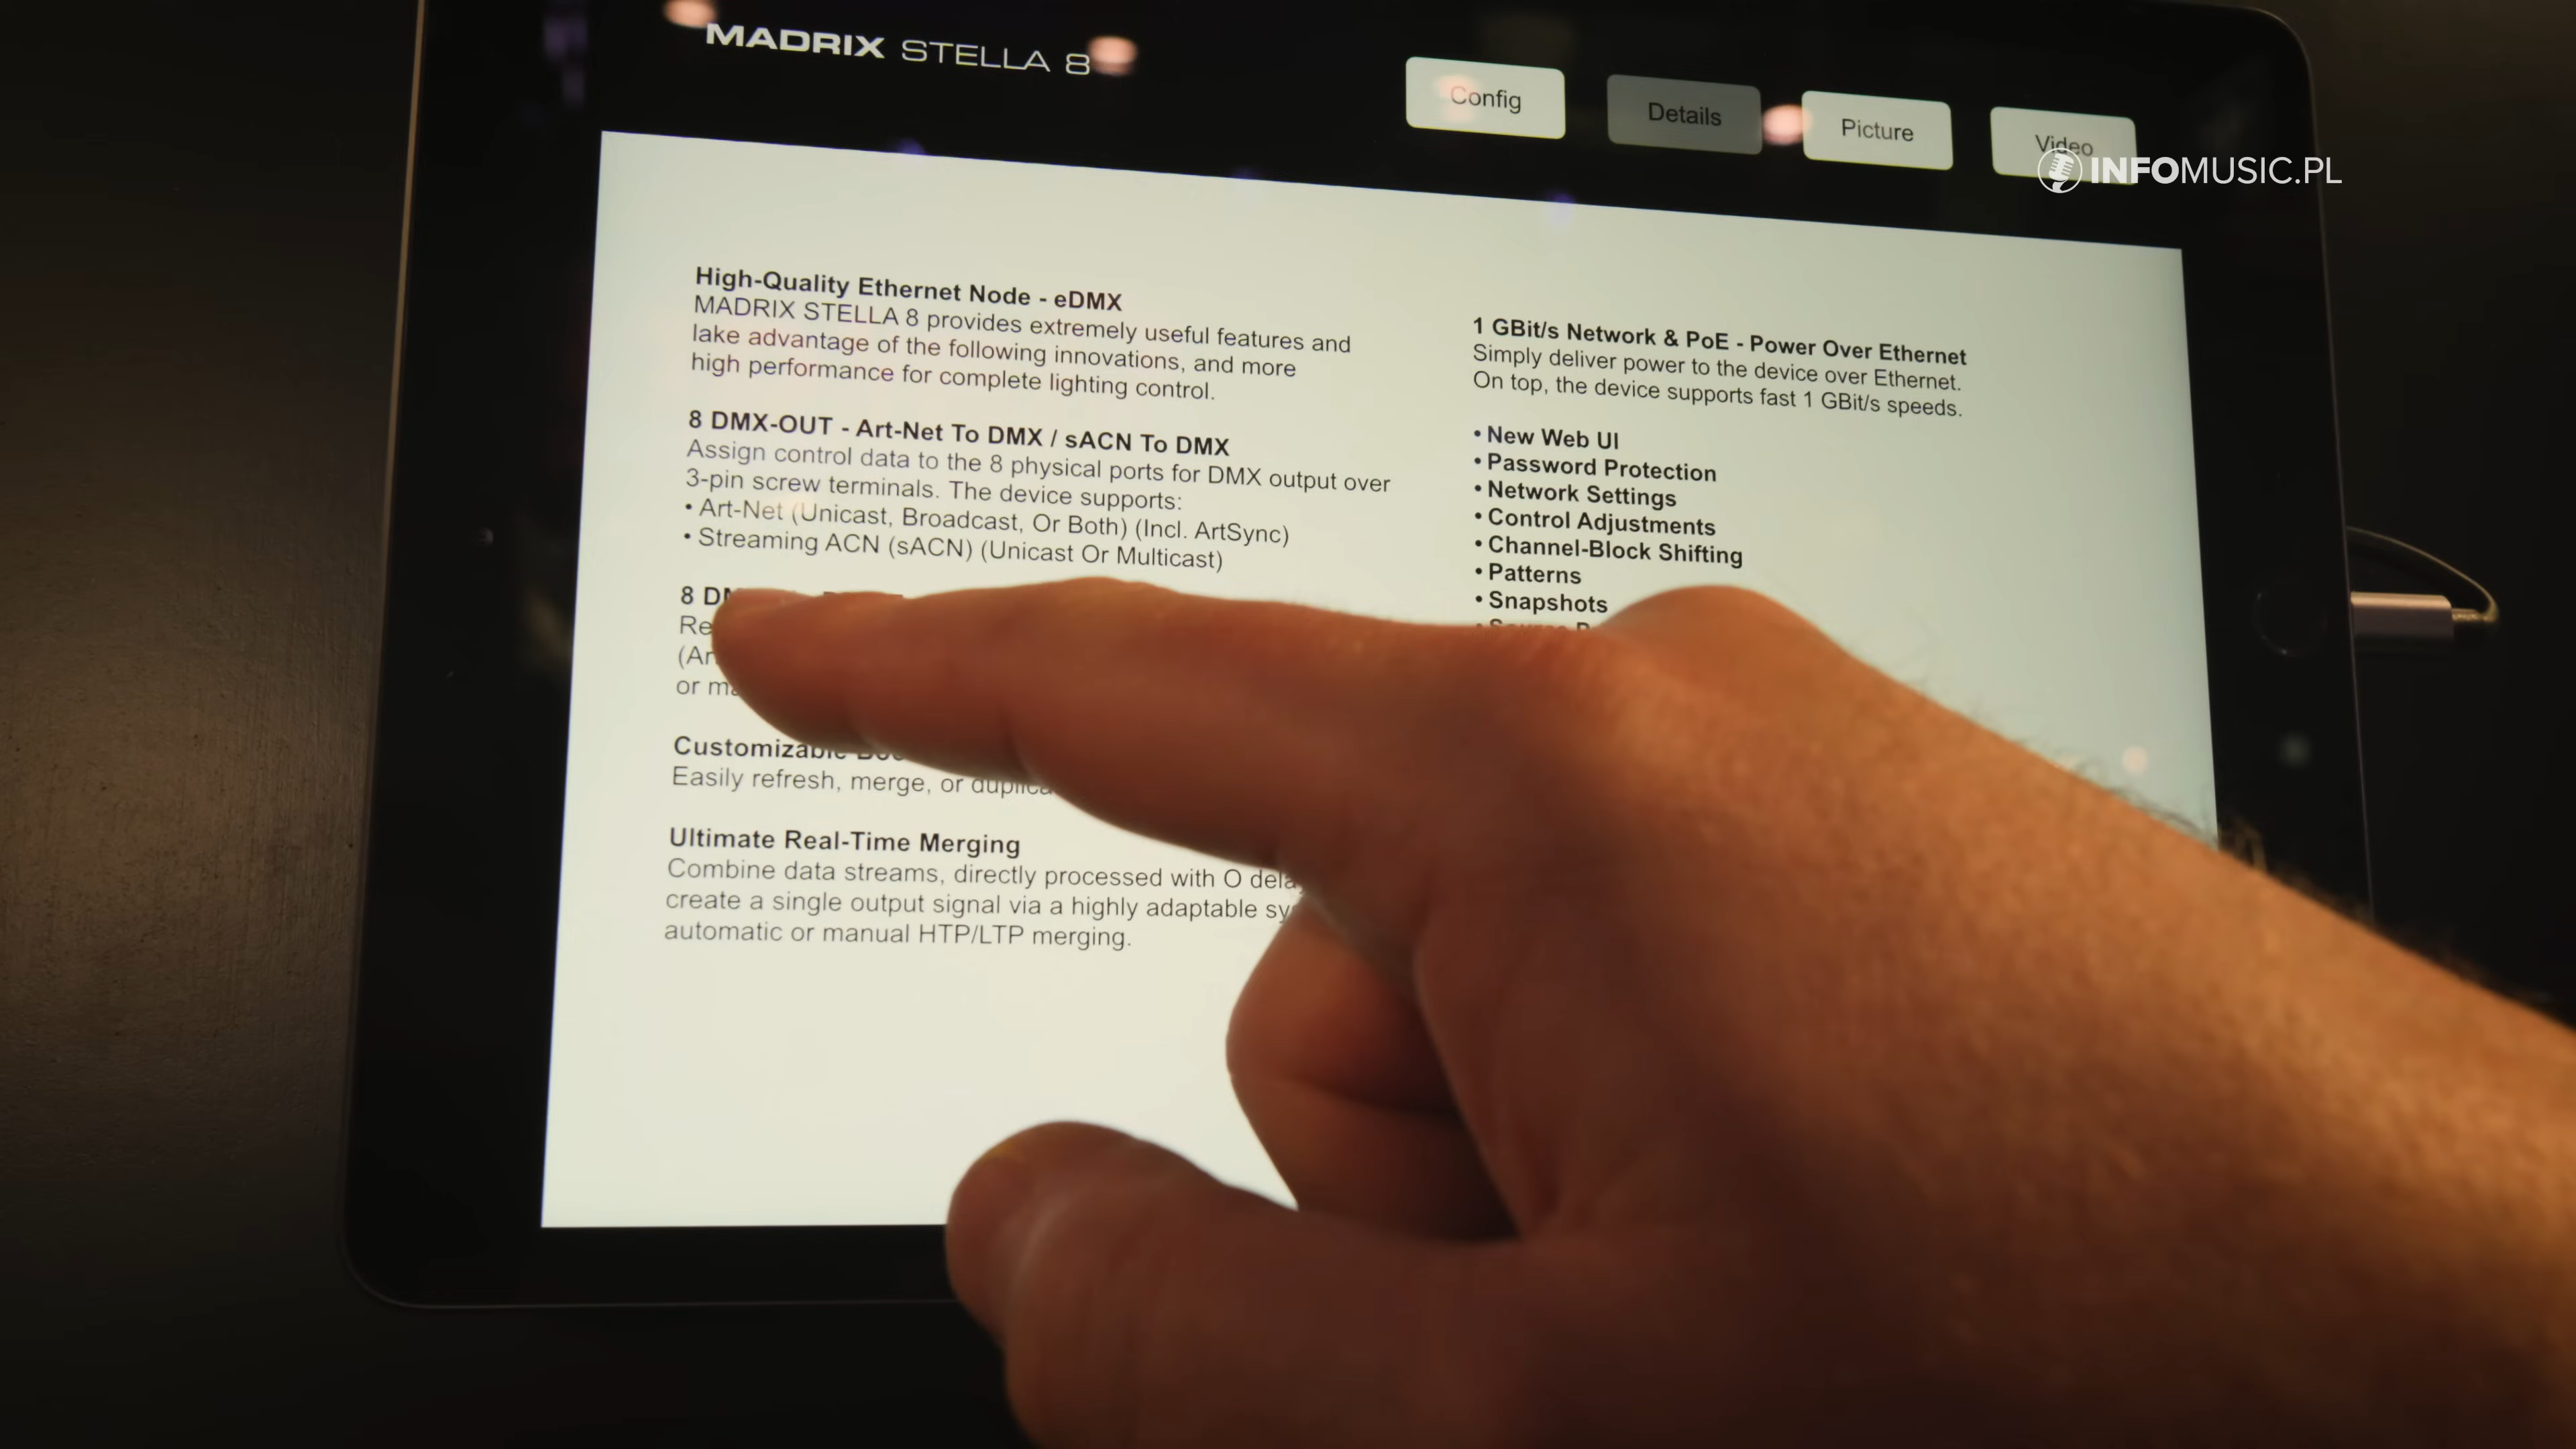 MADRIX STELLA 8
Config
Details
Picture
Video
INFOMUSIC.PL
High-Quality Ethernet Node - eDMX
MADRIX STELLA 8 provides extremely useful features and
lake advantage of the following innovations, and more
high performance for complete lighting control.
8 DMX-OUT - Art-Net To DMX / sACN To DMX
Assign control data to the 8 physical ports for DMX output over
3-pin screw terminals. The device supports:
• Art-Net (Unicast, Broadcast, Or Both) (Incl. ArtSync)
• Streaming ACN (sACN) (Unicast Or Multicast)
8
or
Customizable
Easily refresh, merge, or
Ultimate Real-Time Merging
Combine data streams, directly processed with O
create a single output signal via a highly adaptable
automatic or manual HTP/LTP merging.
1 GBit/s Network & PoE - Power Over Ethernet
Simply deliver power to the device over Ethernet.
On top, the device supports fast 1 GBit/s speeds.
• New Web UI
• Password Protection
• Network Settings
• Control Adjustments
• Channel-Block Shifting
• Patterns
• Snapshots